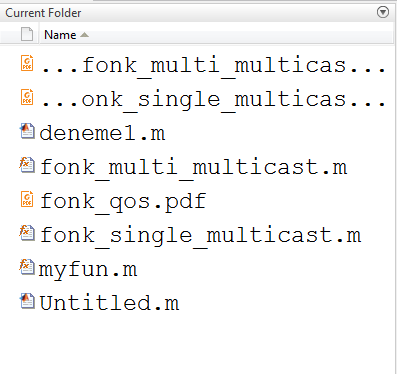 Current Folder
Name
...fonk_multi_multicas...
...onk_single_multicas...
deneme1.m
fonk_multi_multicast.m
fonk_qos.pdf
fonk_single_multicast.m
myfun.m
Untitled.m